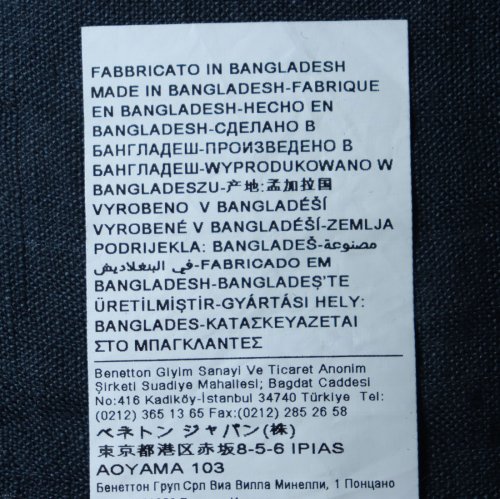 FABBRICATO IN BANGLADESH
MADE IN BANGLADESH-FABRIQUE
EN BANGLADESH-HECHO EN
BANGLADESH-СДЕЛАНО В
БАНГЛАДЕШ-ПРОИЗВЕДЕНО В
БАНГЛАДЕШ-WYPRODUKOWANO W
BANGLADESZU-产地:孟加拉国
VYROBENO V BANGLADÉŠÍ
VYROBENÉ V BANGLADÉŠÍ-ZEMLJA
PODRIJEKLA: BANGLADEŠ-مصنوعة
في البنغلاديش-FABRICADO EM
BANGLADESH-BANGLADEŞ'TE
ÜRETİLMİŞTİR-GYÁRTÁSI HELY:
BANGLADES-ΚΑΤΑΣΚΕΥΑΖΕΤΑΙ
ΣΤΟ ΜΠΑΓΚΛΑΝΤΕΣ
Benetton Giyim Sanayi Ve Ticaret Anonim
Şirketi Suadiye Mahallesi; Bagdat Caddesi
No:416 Kadiköy-Istanbul 34740 Türkiye Tel:
(0212) 365 13 65 Fax:(0212) 285 26 58
ベネトン ジャパン(株)
東京都港区赤坂8-5-6 IPIAS
AOYAMA 103
Бенеттон Груп Срл Виа Вилла Минелли, 1 Понцано